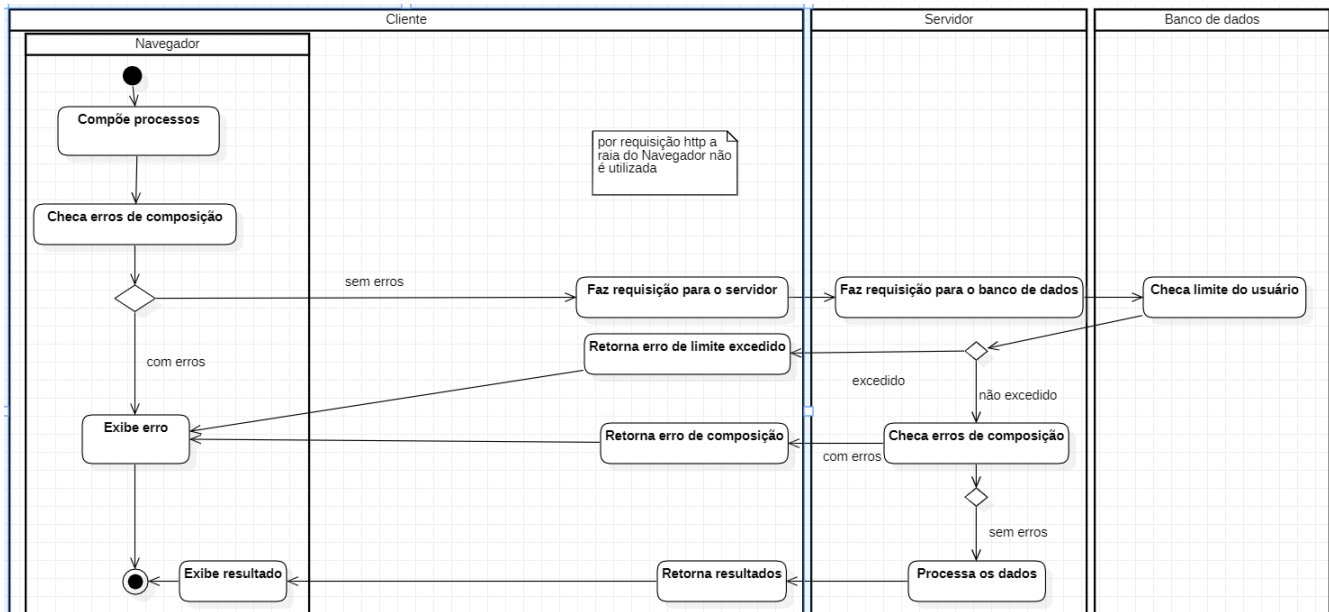 Cliente
Servidor
Banco de dados
Navegador
Compõe processos
por requisição http a
raia do Navegador não
é utilizada
Checa erros de composição
sem erros
Faz requisição para o servidor
Faz requisição para o banco de dados
Checa limite do usuário
Retorna erro de limite excedido
com erros
excedido
não excedido
Exibe erro
Retorna erro de composição
com erros
Checa erros de composição
sem erros
Exibe resultado
Retorna resultados
Processa os dados